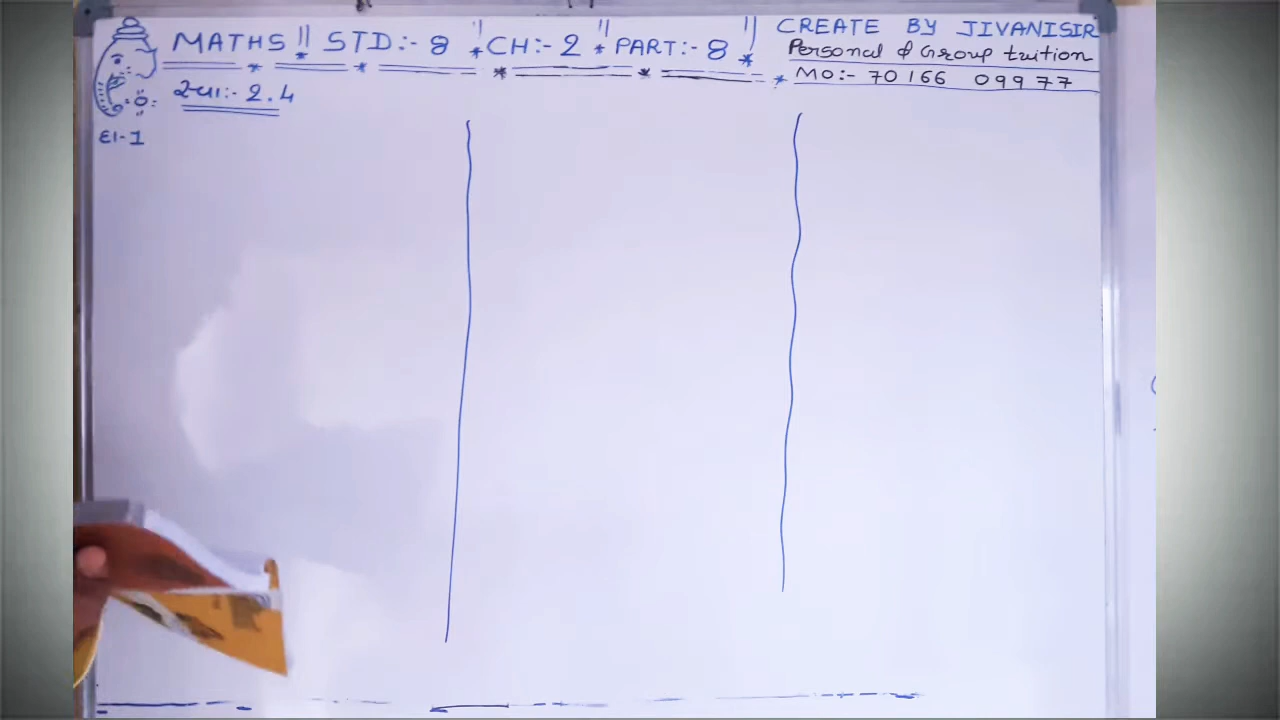 MATHS || STD:- 8 " CH:- 2 " PART:- 8 ||
CREATE BY JIVANISIR
Personal & Group tuition
MO:- 70166 09977
સ્વા:- 2.4
દા-1